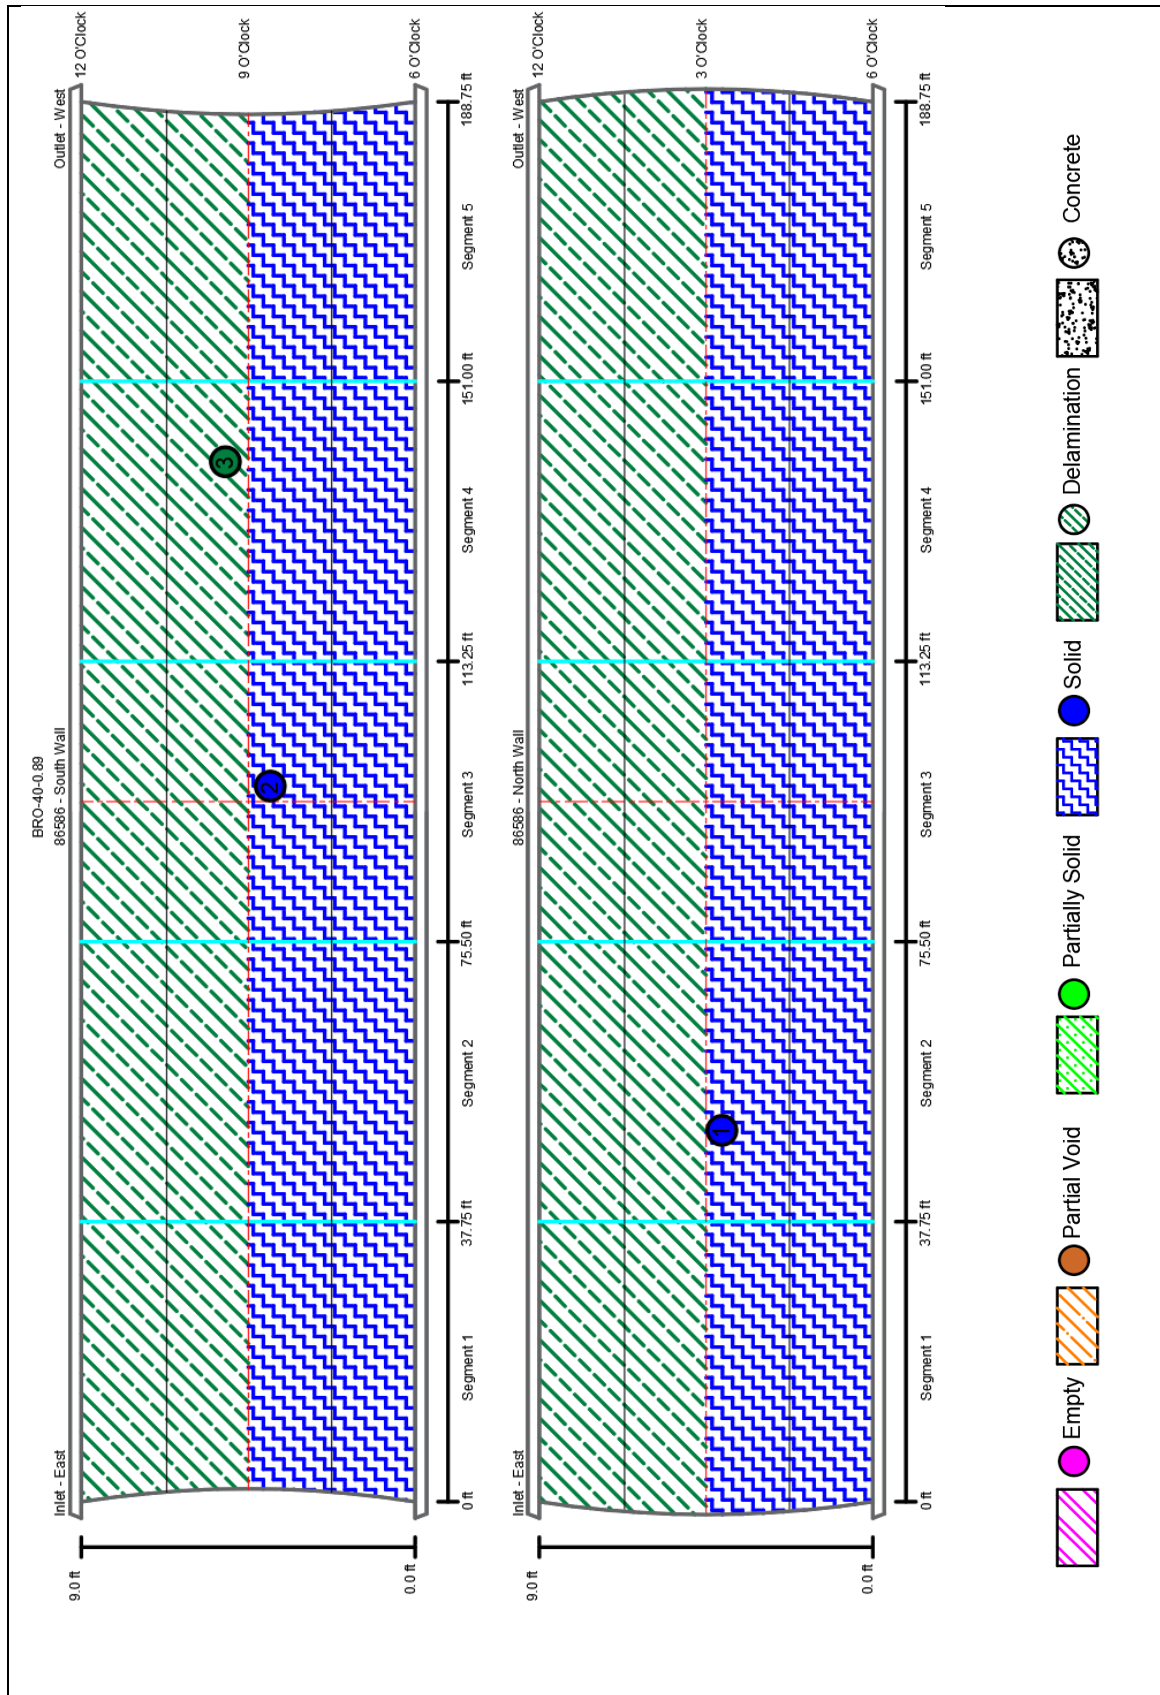 BRO-40-0.89
86586 - South Wall
Inlet - East
Outlet - West
12 O'Clock
9 O'Clock
6 O'Clock
9.0 ft
0.0 ft
3
2
0 ft
Segment 1
37.75 ft
Segment 2
75.50 ft
Segment 3
113.25 ft
Segment 4
151.00 ft
Segment 5
188.75 ft
86586 - North Wall
Inlet - East
Outlet - West
12 O'Clock
3 O'Clock
6 O'Clock
9.0 ft
0.0 ft
1
0 ft
Segment 1
37.75 ft
Segment 2
75.50 ft
Segment 3
113.25 ft
Segment 4
151.00 ft
Segment 5
188.75 ft
Empty
Partial Void
Partially Solid
Solid
Delamination
Concrete